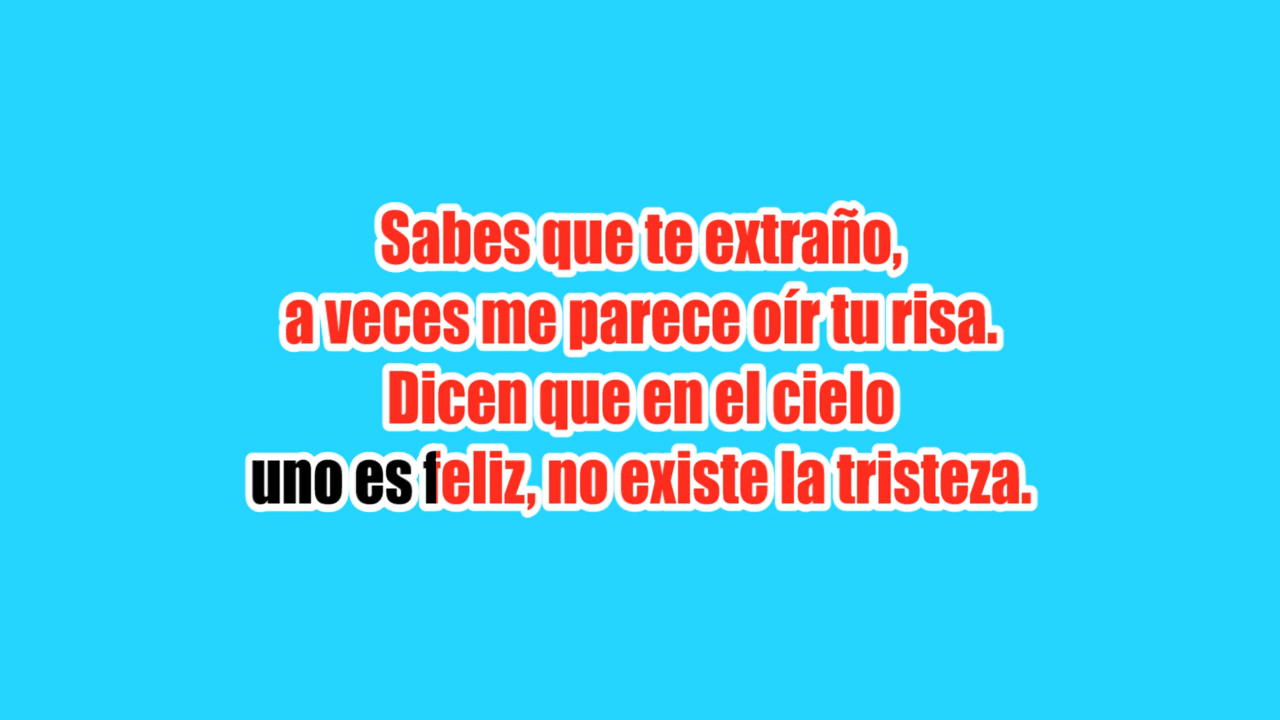 Sabes que te extraño,
a veces me parece oír tu risa.
Dicen que en el cielo
uno es feliz, no existe la tristeza.